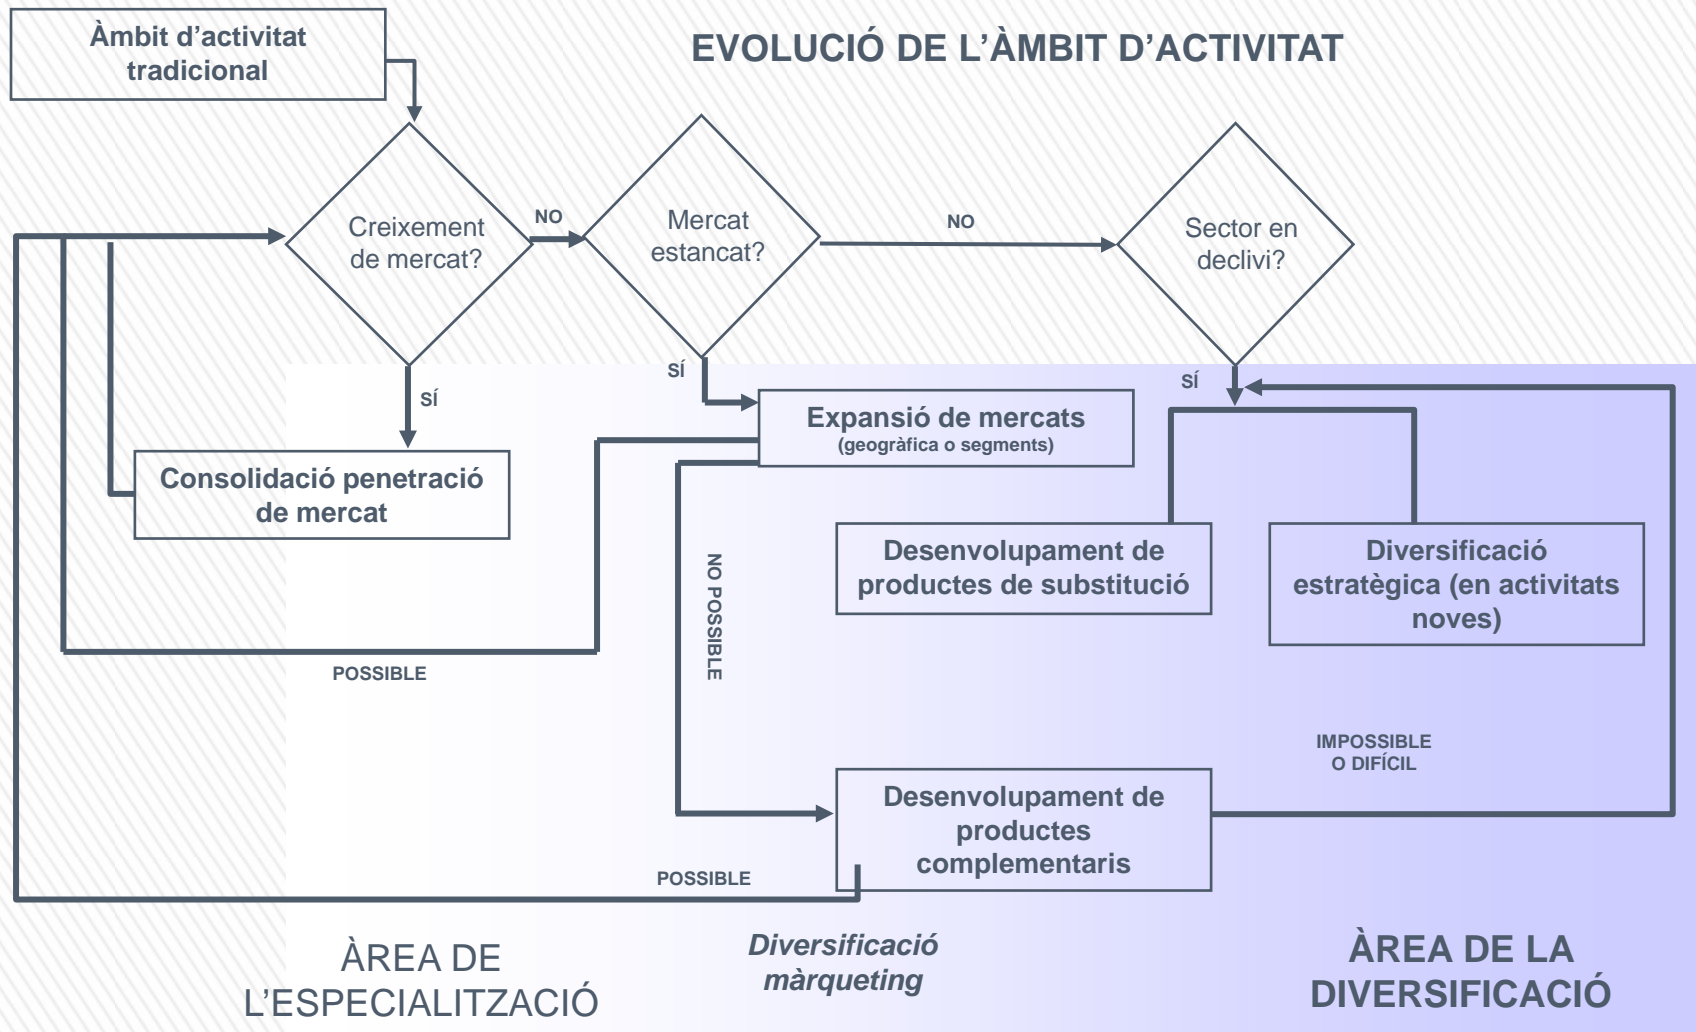 Àmbit d’activitat
tradicional
EVOLUCIÓ DE L’ÀMBIT D’ACTIVITAT
Creixement
de mercat?
NO
Mercat
estancat?
NO
Sector en
declivi?
SÍ
SÍ
SÍ
Expansió de mercats
(geogràfica o segments)
Consolidació penetració
de mercat
Desenvolupament de
productes de substitució
Diversificació
estratègica (en activitats
noves)
NO POSSIBLE
POSSIBLE
IMPOSSIBLE
O DIFÍCIL
Desenvolupament de
productes
complementaris
POSSIBLE
ÀREA DE
L’ESPECIALITZACIÓ
Diversificació
màrqueting
ÀREA DE LA
DIVERSIFICACIÓ